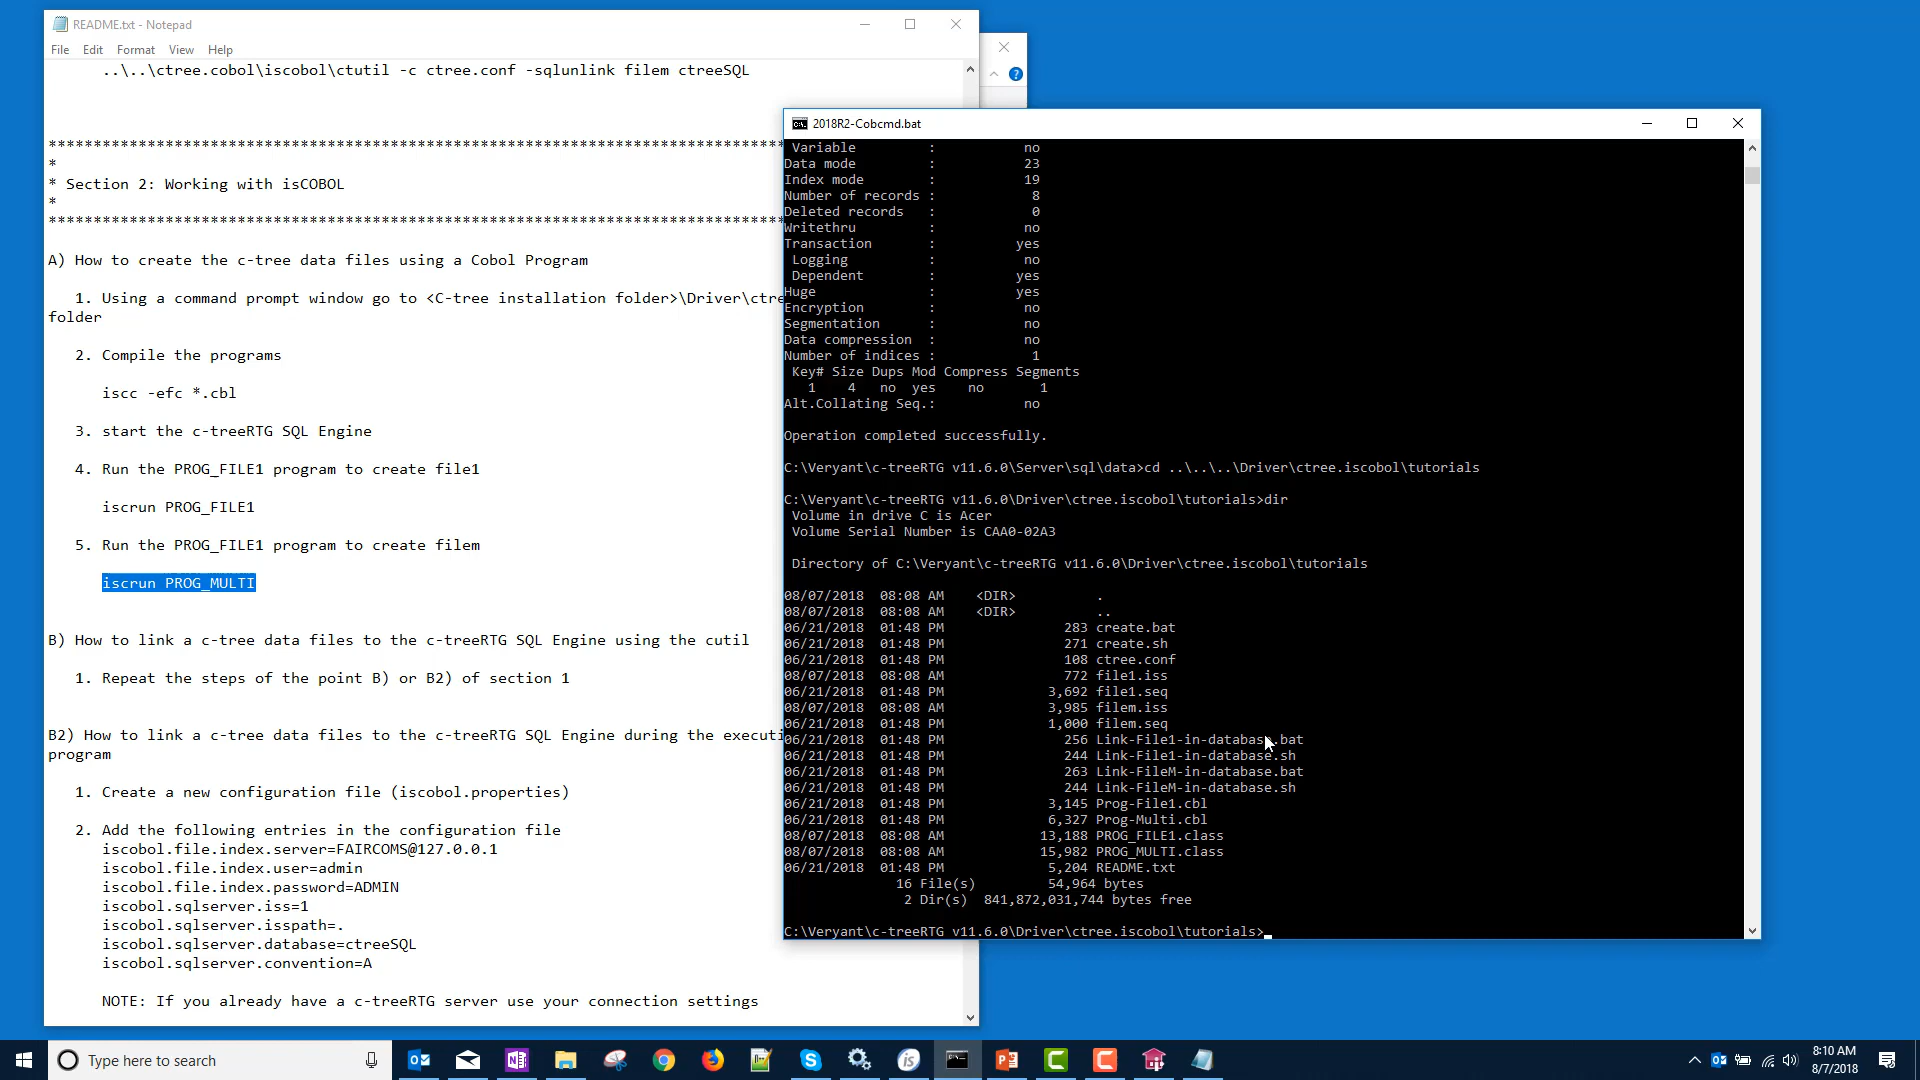 README.txt - Notepad
File Edit Format View Help
..\..\ctree.cobol\iscobol\ctutil -c ctree.conf -sqlunlink filem ctreeSQL
**********************************************************************************
*
* Section 2: Working with isCOBOL
*
**********************************************************************************
A) How to create the c-tree data files using a Cobol Program
1. Using a command prompt window go to <C-tree installation folder>\Driver\ctre
folder
2. Compile the programs
iscc -efc *.cbl
3. start the c-treeRTG SQL Engine
4. Run the PROG_FILE1 program to create file1
iscrun PROG_FILE1
5. Run the PROG_FILE1 program to create filem
iscrun PROG_MULTI
B) How to link a c-tree data files to the c-treeRTG SQL Engine using the cutil
1. Repeat the steps of the point B) or B2) of section 1
B2) How to link a c-tree data files to the c-treeRTG SQL Engine during the executi
program
1. Create a new configuration file (iscobol.properties)
2. Add the following entries in the configuration file
iscobol.file.index.server=FAIRCOMS@127.0.0.1
iscobol.file.index.user=admin
iscobol.file.index.password=ADMIN
iscobol.sqlserver.iss=1
iscobol.sqlserver.isspath=.
iscobol.sqlserver.database=ctreeSQL
iscobol.sqlserver.convention=A
NOTE: If you already have a c-treeRTG server use your connection settings
2018R2-Cobcmd.bat
Variable : no
Data mode : 23
Index mode : 19
Number of records : 8
Deleted records : 0
Writethru : no
Transaction : yes
Logging : no
Dependent : yes
Huge : yes
Encryption : no
Segmentation : no
Data compression : no
Number of indices : 1
Key# Size Dups Mod Compress Segments
1 4 no yes no 1
Alt.Collating Seq.: no
Operation completed successfully.
C:\Veryant\c-treeRTG v11.6.0\Server\sql\data>cd ..\..\..\Driver\ctree.iscobol\tutorials
C:\Veryant\c-treeRTG v11.6.0\Driver\ctree.iscobol\tutorials>dir
Volume in drive C is Acer
Volume Serial Number is CAA0-02A3
Directory of C:\Veryant\c-treeRTG v11.6.0\Driver\ctree.iscobol\tutorials
08/07/2018 08:08 AM <DIR> .
08/07/2018 08:08 AM <DIR> ..
06/21/2018 01:48 PM 283 create.bat
06/21/2018 01:48 PM 271 create.sh
06/21/2018 01:48 PM 108 ctree.conf
08/07/2018 08:08 AM 772 file1.iss
06/21/2018 01:48 PM 3,692 file1.seq
08/07/2018 08:08 AM 3,985 filem.iss
06/21/2018 01:48 PM 1,000 filem.seq
06/21/2018 01:48 PM 256 Link-File1-in-database.bat
06/21/2018 01:48 PM 244 Link-File1-in-database.sh
06/21/2018 01:48 PM 263 Link-FileM-in-database.bat
06/21/2018 01:48 PM 244 Link-FileM-in-database.sh
06/21/2018 01:48 PM 3,145 Prog-File1.cbl
06/21/2018 01:48 PM 6,327 Prog-Multi.cbl
08/07/2018 08:08 AM 13,188 PROG_FILE1.class
08/07/2018 08:08 AM 15,982 PROG_MULTI.class
06/21/2018 01:48 PM 5,204 README.txt
16 File(s) 54,964 bytes
2 Dir(s) 841,872,031,744 bytes free
C:\Veryant\c-treeRTG v11.6.0\Driver\ctree.iscobol\tutorials>
Type here to search
8:10 AM
8/7/2018